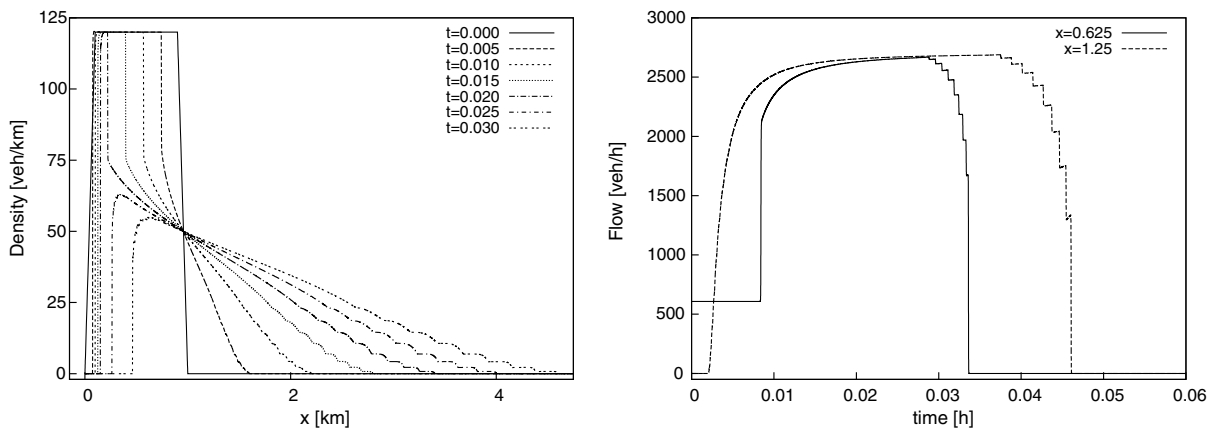 125
100
75
50
25
0
Density [veh/km]
0
2
4
x [km]
t=0.000
t=0.005
t=0.010
t=0.015
t=0.020
t=0.025
t=0.030
3000
2500
2000
1500
1000
500
0
Flow [veh/h]
0
0.01
0.02
0.03
0.04
0.05
0.06
time [h]
x=0.625
x=1.25